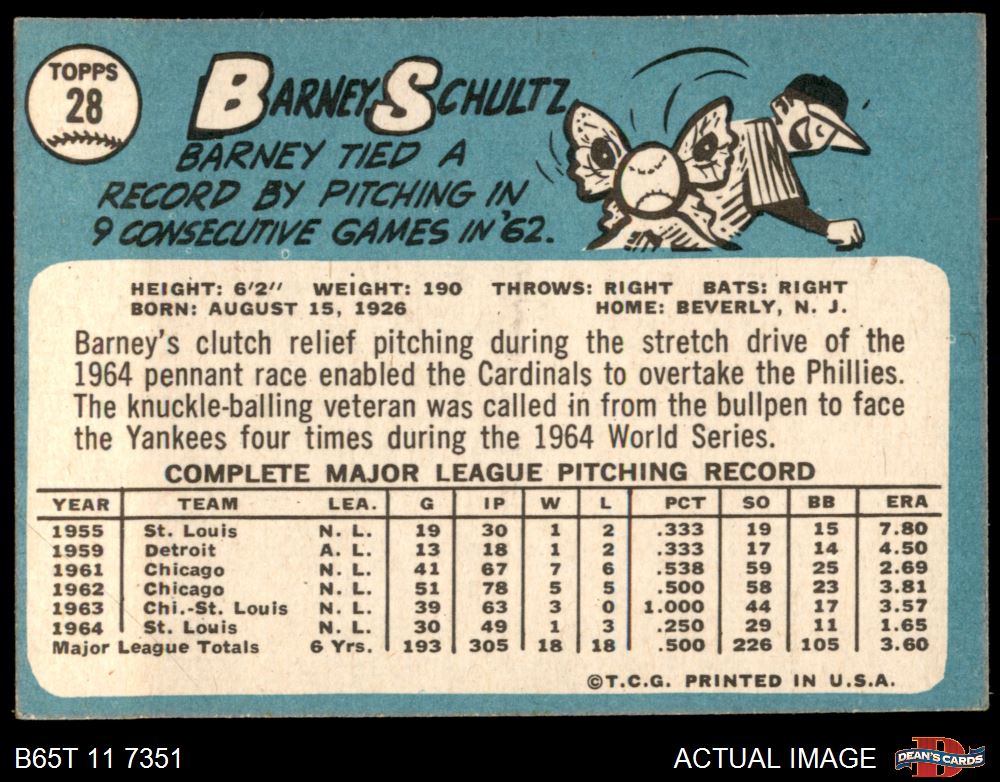 TOPPS
28
BARNEY SCHULTZ
BARNEY TIED A
RECORD BY PITCHING IN
9 CONSECUTIVE GAMES IN '62.
HEIGHT: 6'2" WEIGHT: 190 THROWS: RIGHT BATS: RIGHT
BORN: AUGUST 15, 1926 HOME: BEVERLY, N. J.
Barney's clutch relief pitching during the stretch drive of the
1964 pennant race enabled the Cardinals to overtake the Phillies.
The knuckle-balling veteran was called in from the bullpen to face
the Yankees four times during the 1964 World Series.
COMPLETE MAJOR LEAGUE PITCHING RECORD
YEAR TEAM LEA. G IP W L PCT SO BB ERA
1955 St. Louis N. L. 19 30 1 2 .333 19 15 7.80
1959 Detroit A. L. 13 18 1 2 .333 17 14 4.50
1961 Chicago N. L. 41 67 7 6 .538 59 25 2.69
1962 Chicago N. L. 51 78 5 5 .500 58 23 3.81
1963 Chi.-St. Louis N. L. 39 63 3 0 1.000 44 17 3.57
1964 St. Louis N. L. 30 49 1 3 .250 29 11 1.65
Major League Totals 6 Yrs. 193 305 18 18 .500 226 105 3.60
©T.C.G. PRINTED IN U.S.A.
B65T 11 7351 ACTUAL IMAGE DEAN'S CARDS